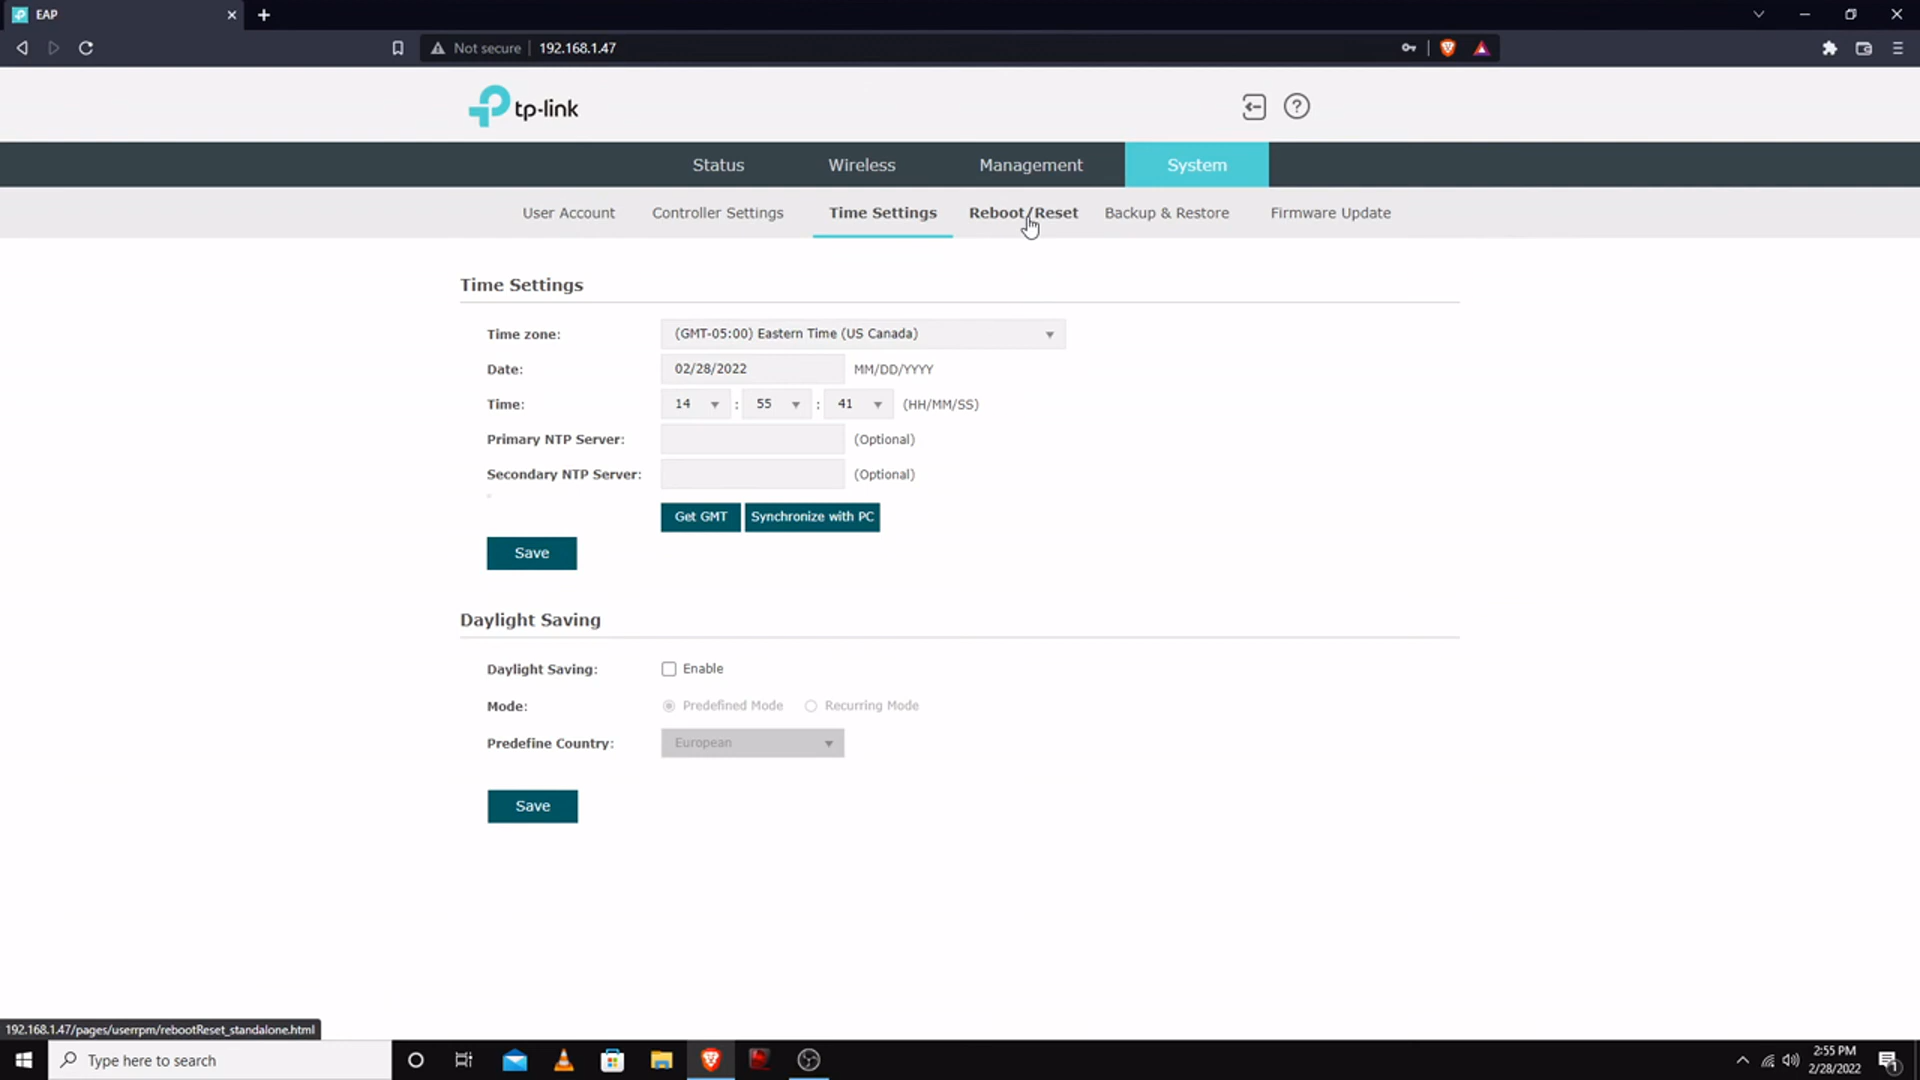 EAP
Not secure 192.168.1.47
tp-link
Status Wireless Management System
User Account Controller Settings Time Settings Reboot/Reset Backup & Restore Firmware Update
Time Settings
Time zone: (GMT-05:00) Eastern Time (US Canada)
Date: 02/28/2022 MM/DD/YYYY
Time: 14 : 55 : 41 (HH/MM/SS)
Primary NTP Server: (Optional)
Secondary NTP Server: (Optional)
Get GMT Synchronize with PC
Save
Daylight Saving
Daylight Saving: Enable
Mode: Predefined Mode Recurring Mode
Predefine Country: European
Save
192.168.1.47/pages/userrpm/rebootReset_standalone.html
Type here to search
2:55 PM
2/28/2022
1